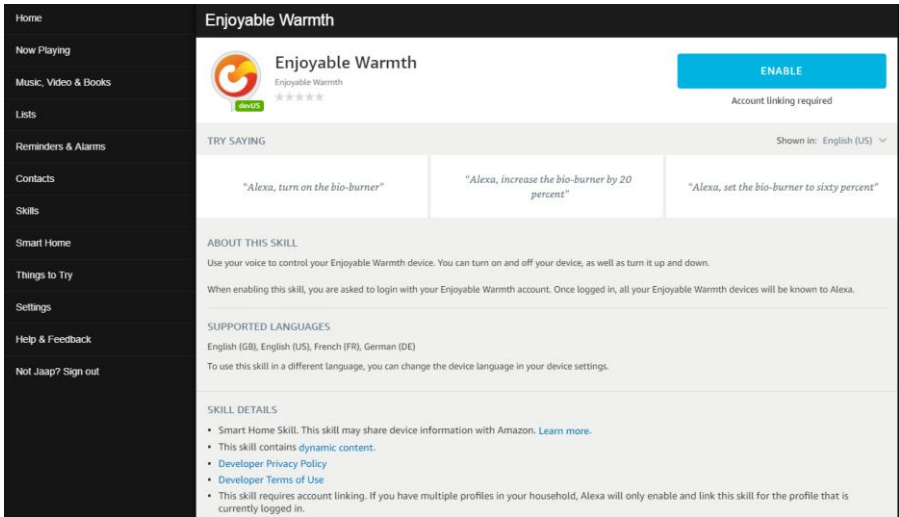 Home
Now Playing
Music, Video & Books
Lists
Reminders & Alarms
Contacts
Skills
Smart Home
Things to Try
Settings
Help & Feedback
Not Jaap? Sign out
Enjoyable Warmth
devUS
Enjoyable Warmth
Enjoyable Warmth
ENABLE
Account linking required
TRY SAYING
Shown in: English (US)
"Alexa, turn on the bio-burner"
"Alexa, increase the bio-burner by 20
percent"
"Alexa, set the bio-burner to sixty percent"
ABOUT THIS SKILL
Use your voice to control your Enjoyable Warmth device. You can turn on and off your device, as well as turn it up and down.
When enabling this skill, you are asked to login with your Enjoyable Warmth account. Once logged in, all your Enjoyable Warmth devices will be known to Alexa.
SUPPORTED LANGUAGES
English (GB), English (US), French (FR), German (DE)
To use this skill in a different language, you can change the device language in your device settings.
SKILL DETAILS
• Smart Home Skill. This skill may share device information with Amazon. Learn more.
• This skill contains dynamic content.
• Developer Privacy Policy
• Developer Terms of Use
• This skill requires account linking. If you have multiple profiles in your household, Alexa will only enable and link this skill for the profile that is
currently logged in.